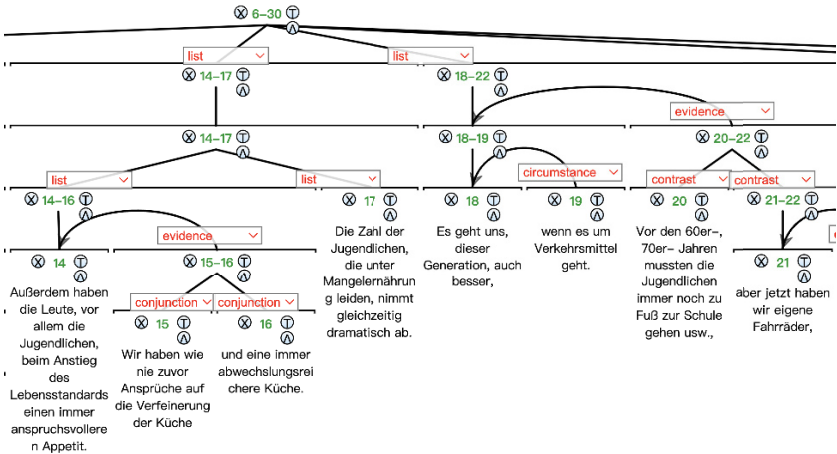 6-30
list
list
14-17
18-22
evidence
14-17
18-19
20-22
list
list
circumstance
contrast
contrast
14-16
17
18
19
20
21-22
evidence
14
15-16
21
conjunction
conjunction
15
16
Außerdem haben
die Leute, vor
allem die
Jugendlichen,
beim Anstieg
des
Lebensstandards
einen immer
anspruchsvollere
n Appetit.
Wir haben wie
nie zuvor
Ansprüche auf
die Verfeinerung
der Küche
und eine immer
abwechslungsrei
chere Küche.
Die Zahl der
Jugendlichen,
die unter
Mangelernährun
g leiden, nimmt
gleichzeitig
dramatisch ab.
Es geht uns,
dieser
Generation, auch
besser,
wenn es um
Verkehrsmittel
geht.
Vor den 60er-,
70er- Jahren
mussten die
Jugendlichen
immer noch zu
Fuß zur Schule
gehen usw.,
aber jetzt haben
wir eigene
Fahrräder,